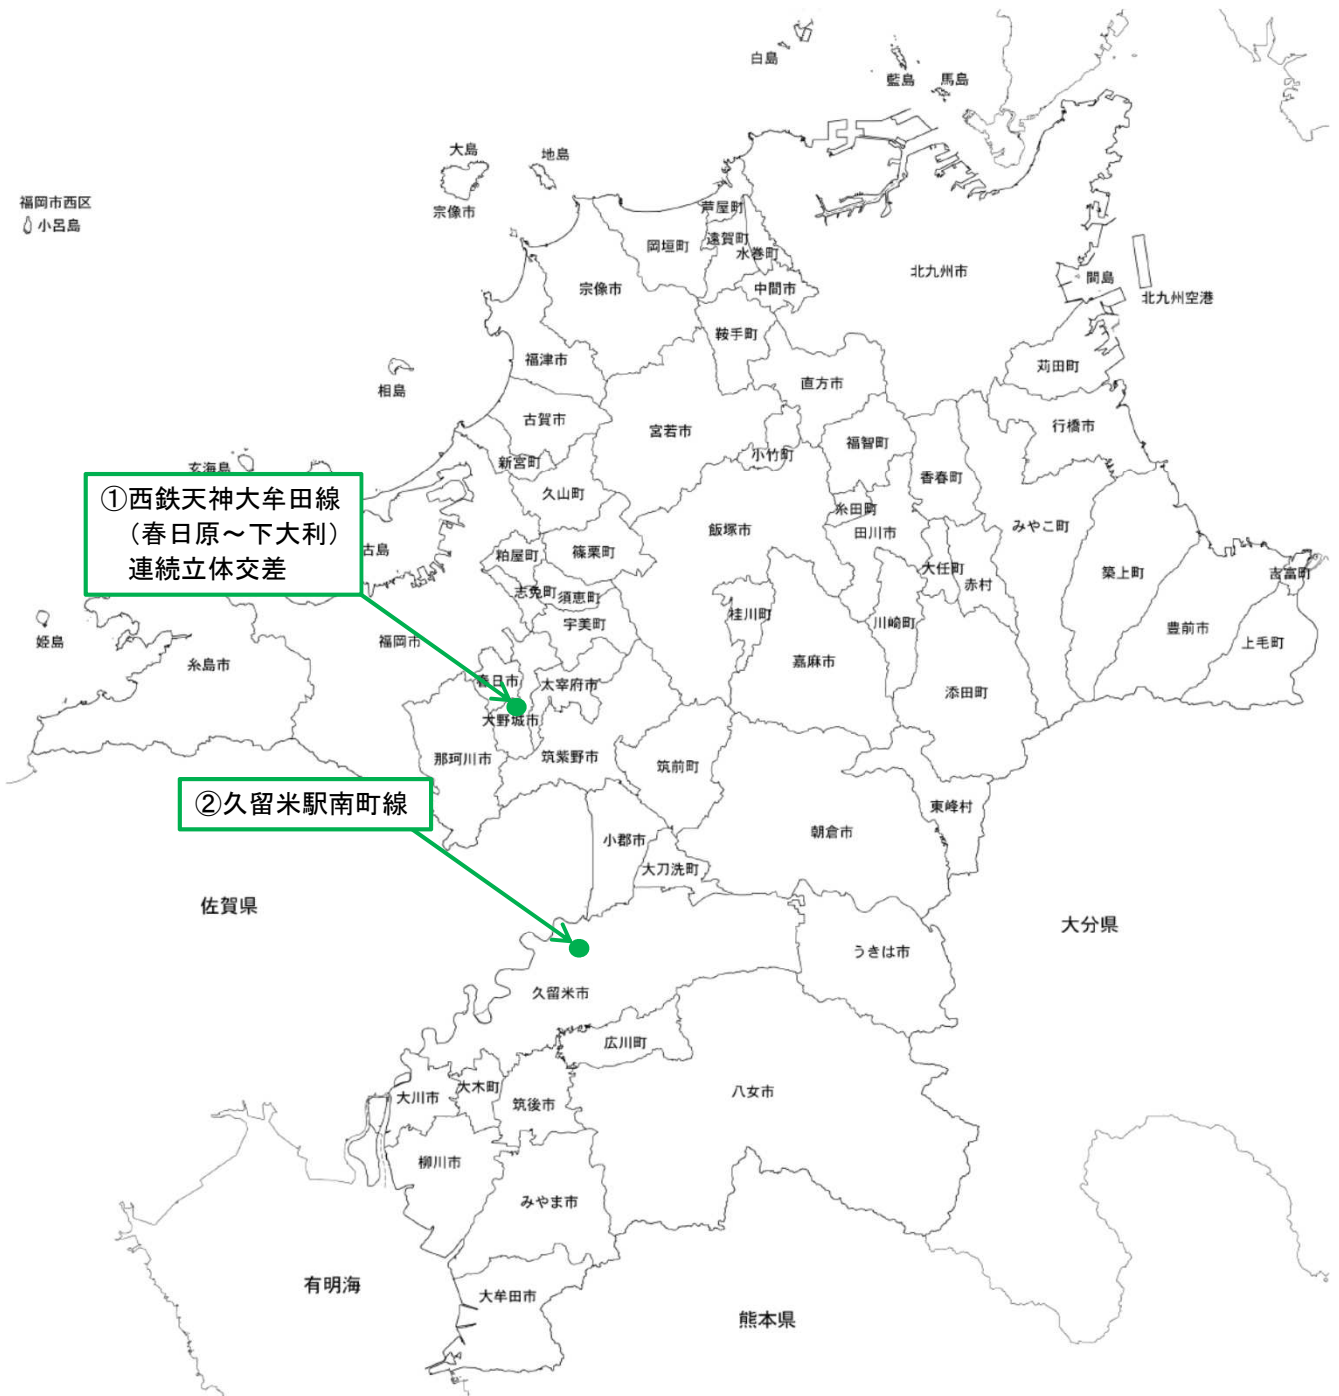 白島
藍島
馬島
大島
地島
宗像市
福岡市西区
小呂島
芦屋町
遠賀町
岡垣町
水巻町
北九州市
間島
中間市
宗像市
北九州空港
鞍手町
福津市
苅田町
相島
直方市
古賀市
行橋市
宮若市
福智町
小竹町
新宮町
玄海島
香春町
①西鉄天神大牟田線
（春日原～下大利）
連続立体交差
久山町
糸田町
みやこ町
飯塚市
田川市
古島
粕屋町
篠栗町
大任町
築上町
吉富町
志免町
須恵町
赤村
桂川町
川崎町
宇美町
豊前市
姫島
福岡市
上毛町
糸島市
嘉麻市
春日市
太宰府市
添田町
大野城市
那珂川市
筑紫野市
筑前町
②久留米駅南町線
東峰村
小郡市
朝倉市
大刀洗町
佐賀県
大分県
うきは市
久留米市
広川町
大木町
大川市
筑後市
八女市
柳川市
みやま市
有明海
大牟田市
熊本県